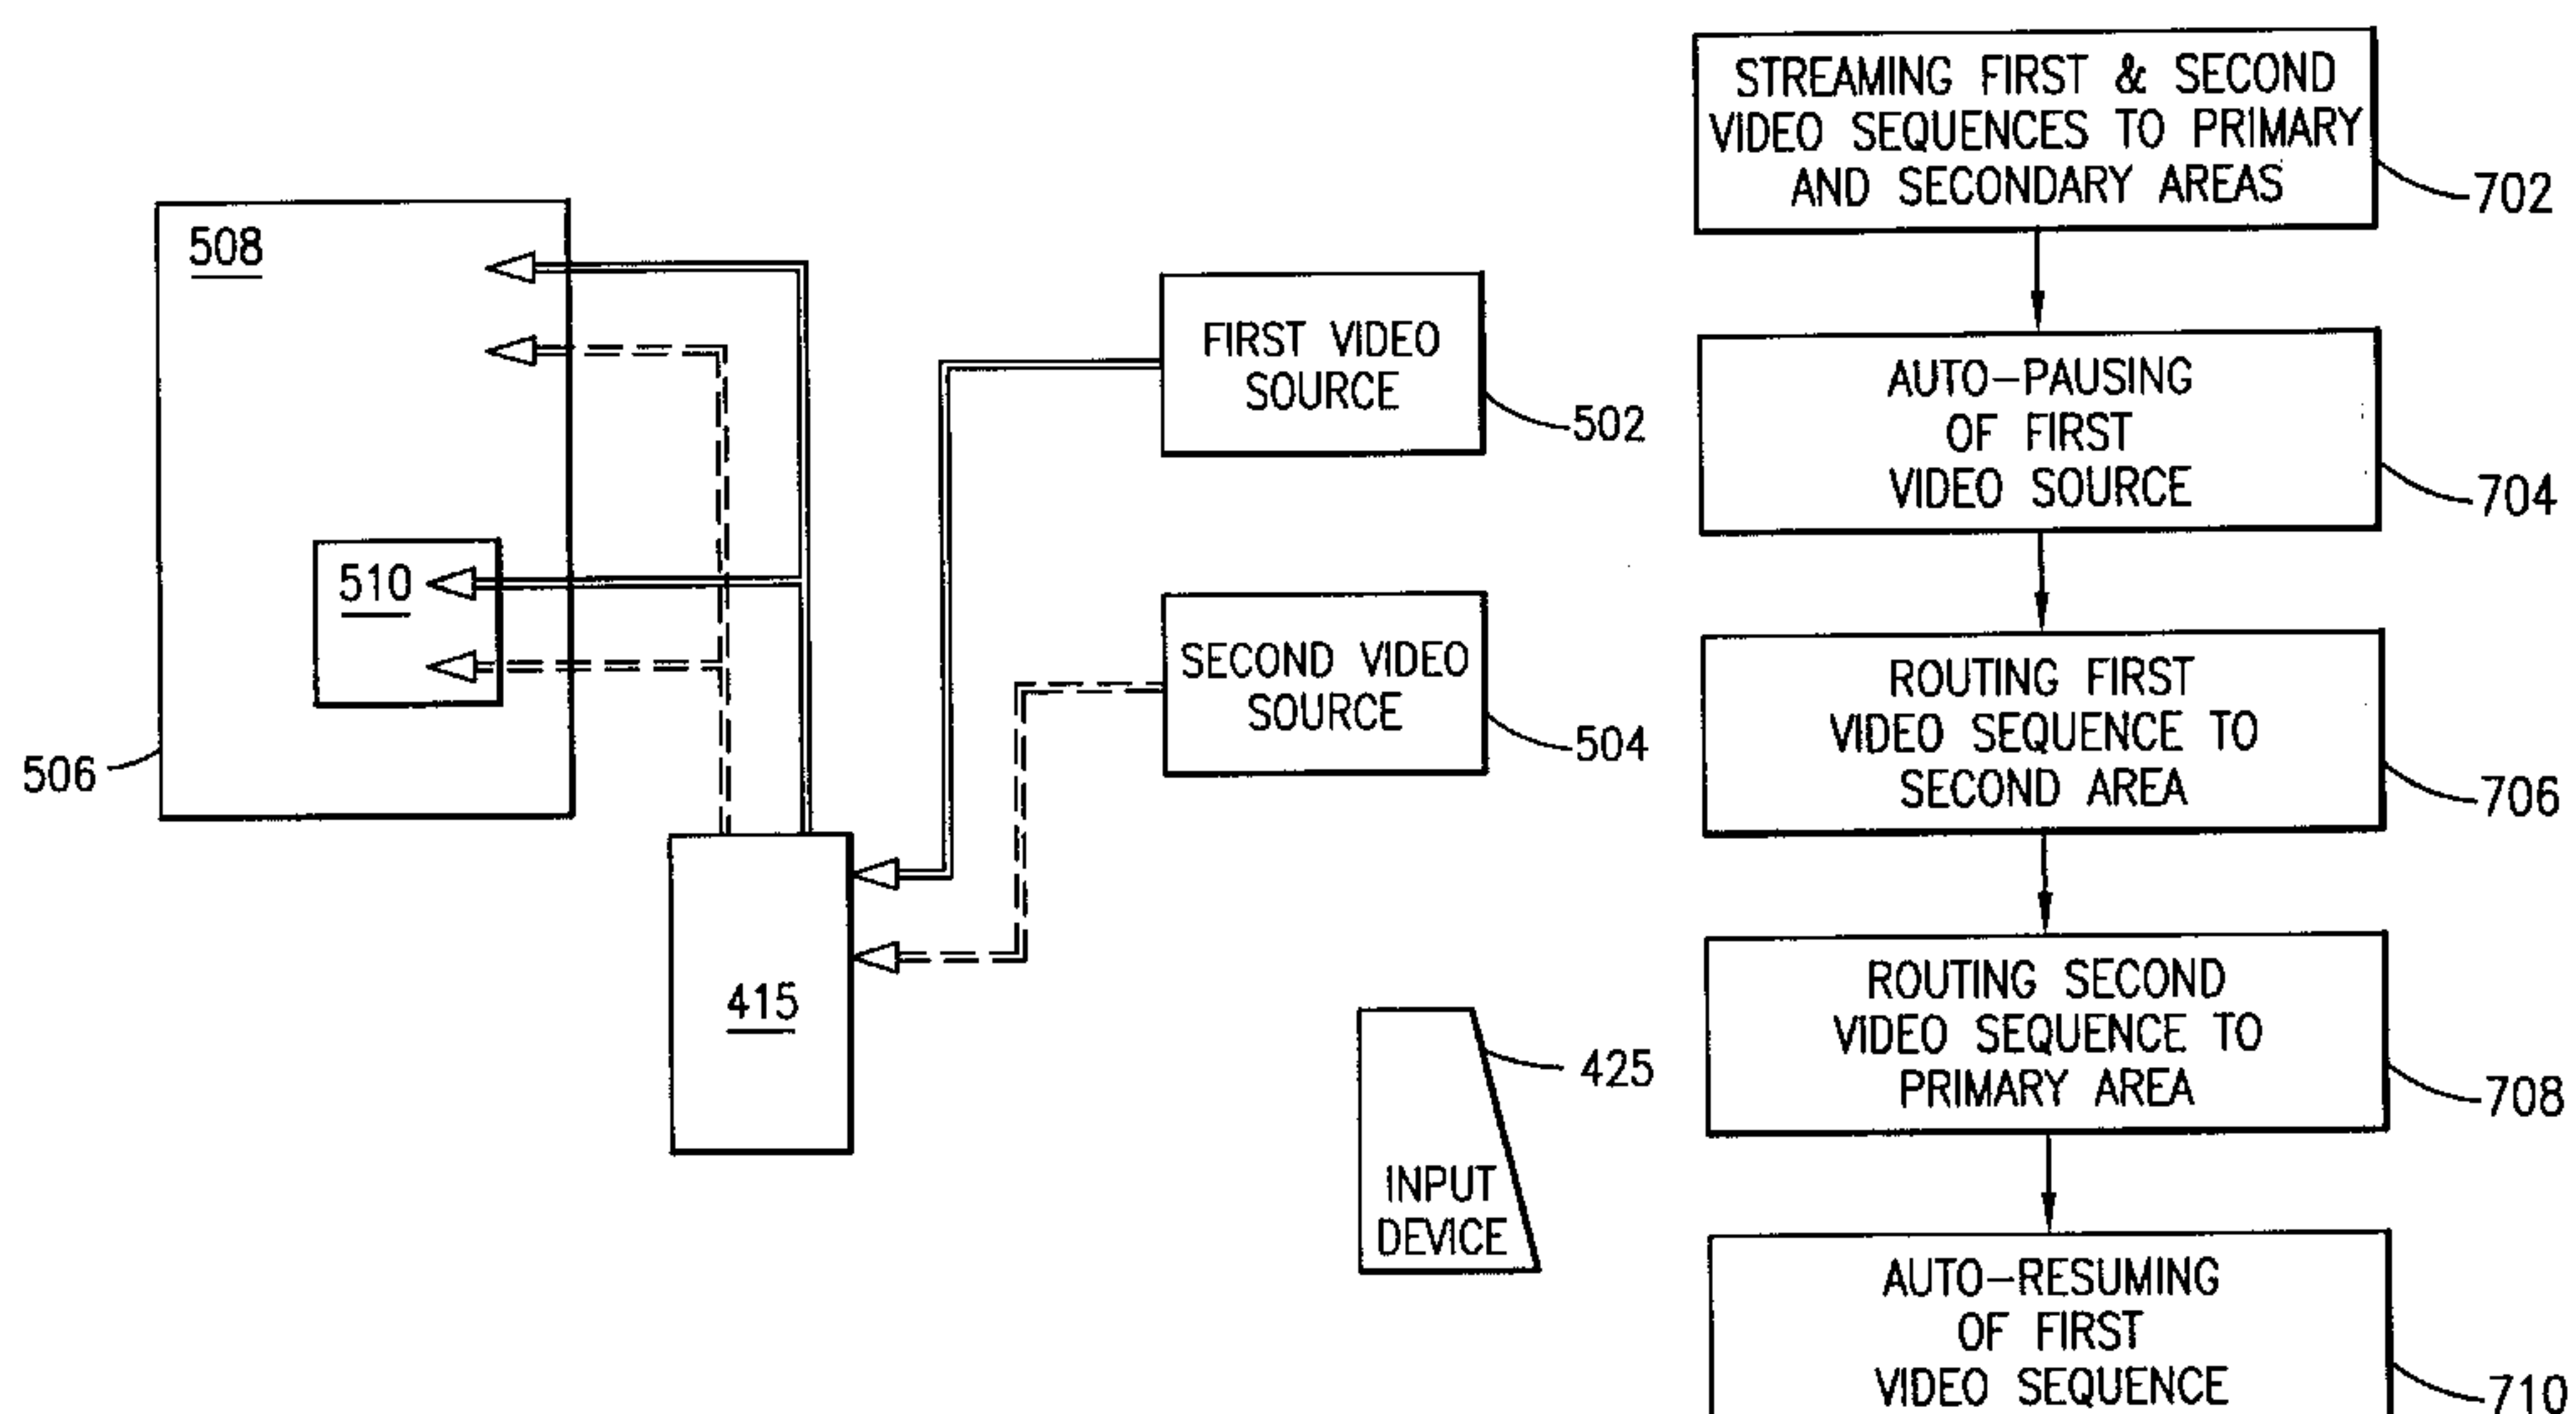 508
510
506
415
FIRST VIDEO
SOURCE
502
SECOND VIDEO
SOURCE
504
425
INPUT
DEVICE
STREAMING FIRST & SECOND
VIDEO SEQUENCES TO PRIMARY
AND SECONDARY AREAS
702
AUTO-PAUSING
OF FIRST
VIDEO SOURCE
704
ROUTING FIRST
VIDEO SEQUENCE TO
SECOND AREA
706
ROUTING SECOND
VIDEO SEQUENCE TO
PRIMARY AREA
708
AUTO-RESUMING
OF FIRST
VIDEO SEQUENCE
710